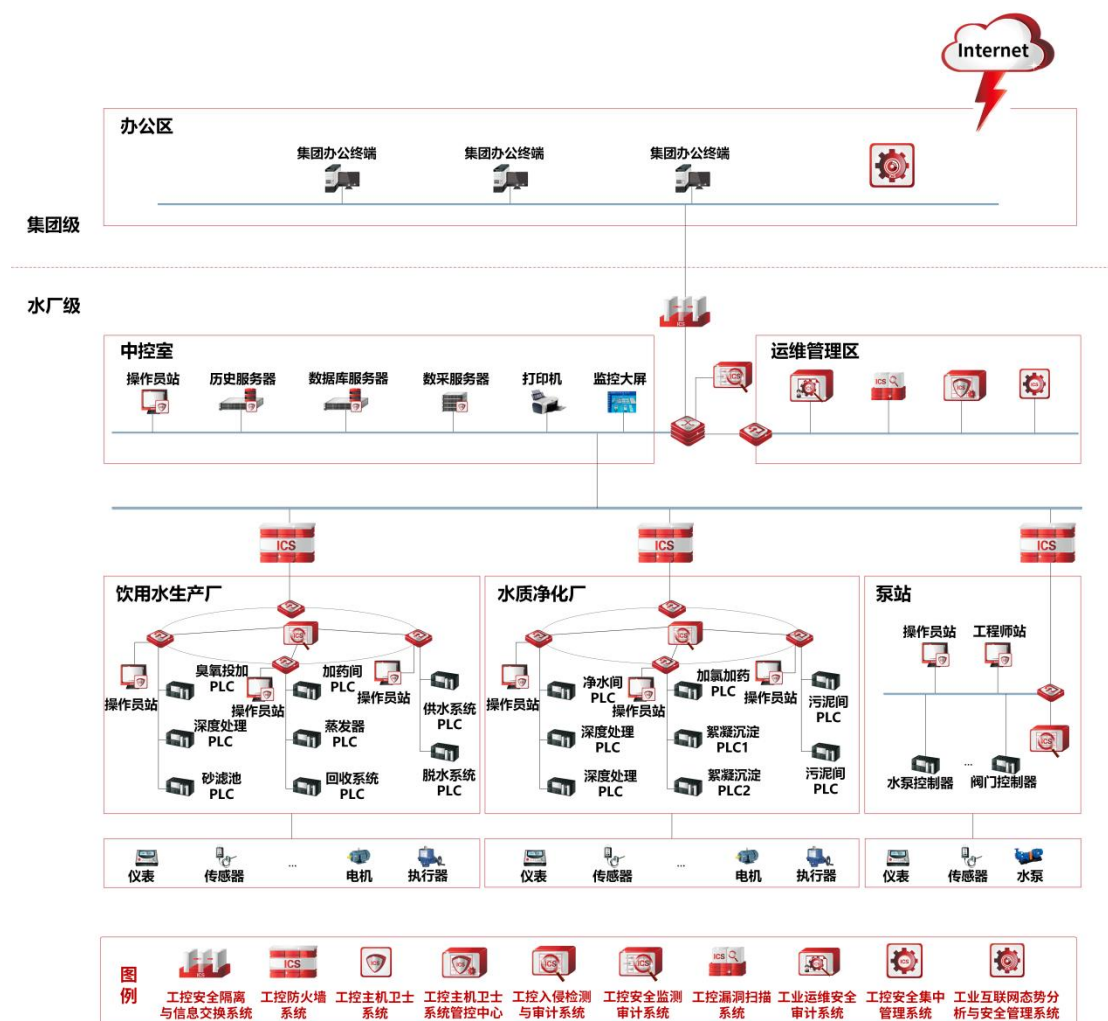 Internet
办公区
集团办公终端
集团办公终端
集团办公终端
集团级
水厂级
中控室
操作员站
历史服务器
数据库服务器
数采服务器
打印机
监控大屏
ICS
运维管理区
ICS
ICS
ICS
ICS
ICS
饮用水生产厂
ICS
操作员站
臭氧投加
PLC
深度处理
PLC
砂滤池
PLC
操作员站
加药间
PLC
蒸发器
PLC
回收系统
PLC
操作员站
供水系统
PLC
脱水系统
PLC
水质净化厂
ICS
操作员站
净水间
PLC
深度处理
PLC
深度处理
PLC
操作员站
加氯加药
PLC
絮凝沉淀
PLC1
絮凝沉淀
PLC2
操作员站
污泥间
PLC
污泥间
PLC
泵站
操作员站
工程师站
ICS
水泵控制器
...
阀门控制器
仪表
传感器
...
电机
执行器
仪表
传感器
...
电机
执行器
仪表
传感器
水泵
图
例
工控安全隔离
与信息交换系统
ICS
工控防火墙
系统
工控主机卫士
系统
工控主机卫士
系统管控中心
ICS
工控入侵检测
与审计系统
ICS
工控安全监测
审计系统
ICS
工控漏洞扫描
系统
工业运维安全
审计系统
工控安全集中
管理系统
工业互联网态势分
析与安全管理系统